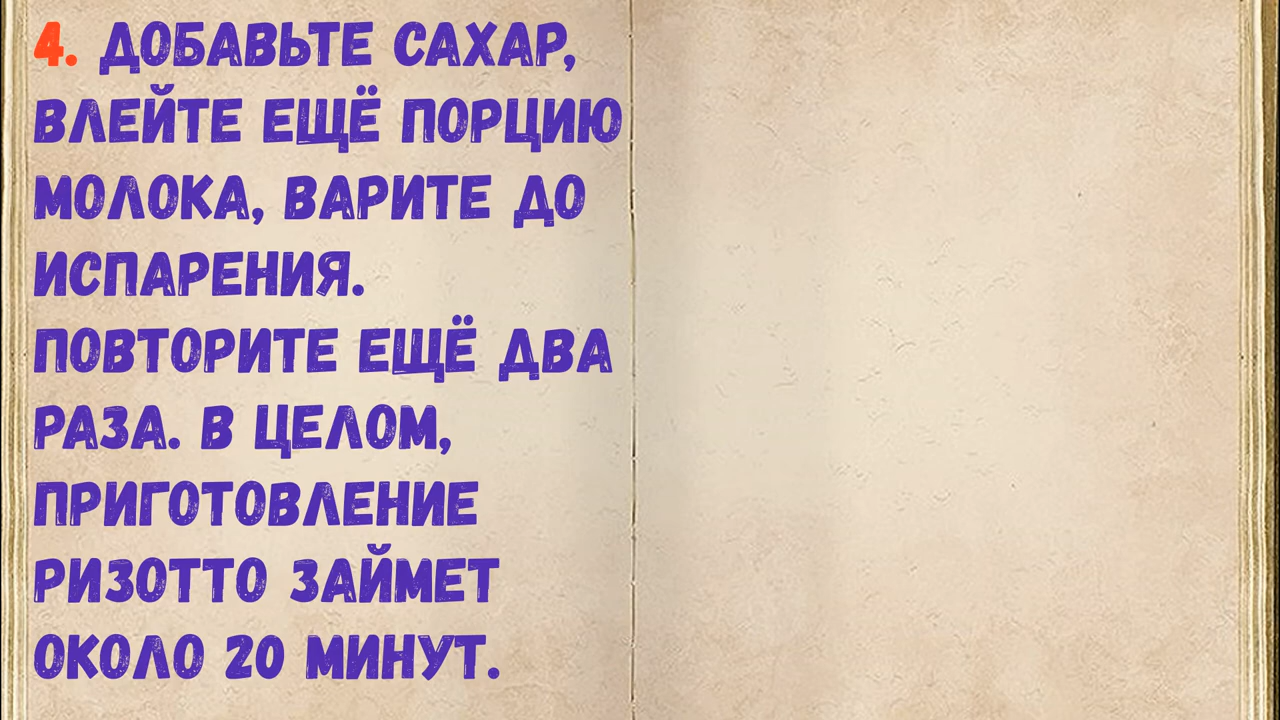 4. ДОБАВЬТЕ САХАР,
ВЛЕЙТЕ ЕЩЁ ПОРЦИЮ
МОЛОКА, ВАРИТЕ ДО
ИСПАРЕНИЯ.
ПОВТОРИТЕ ЕЩЁ ДВА
РАЗА. В ЦЕЛОМ,
ПРИГОТОВЛЕНИЕ
РИЗОТТО ЗАЙМЕТ
ОКОЛО 20 МИНУТ.